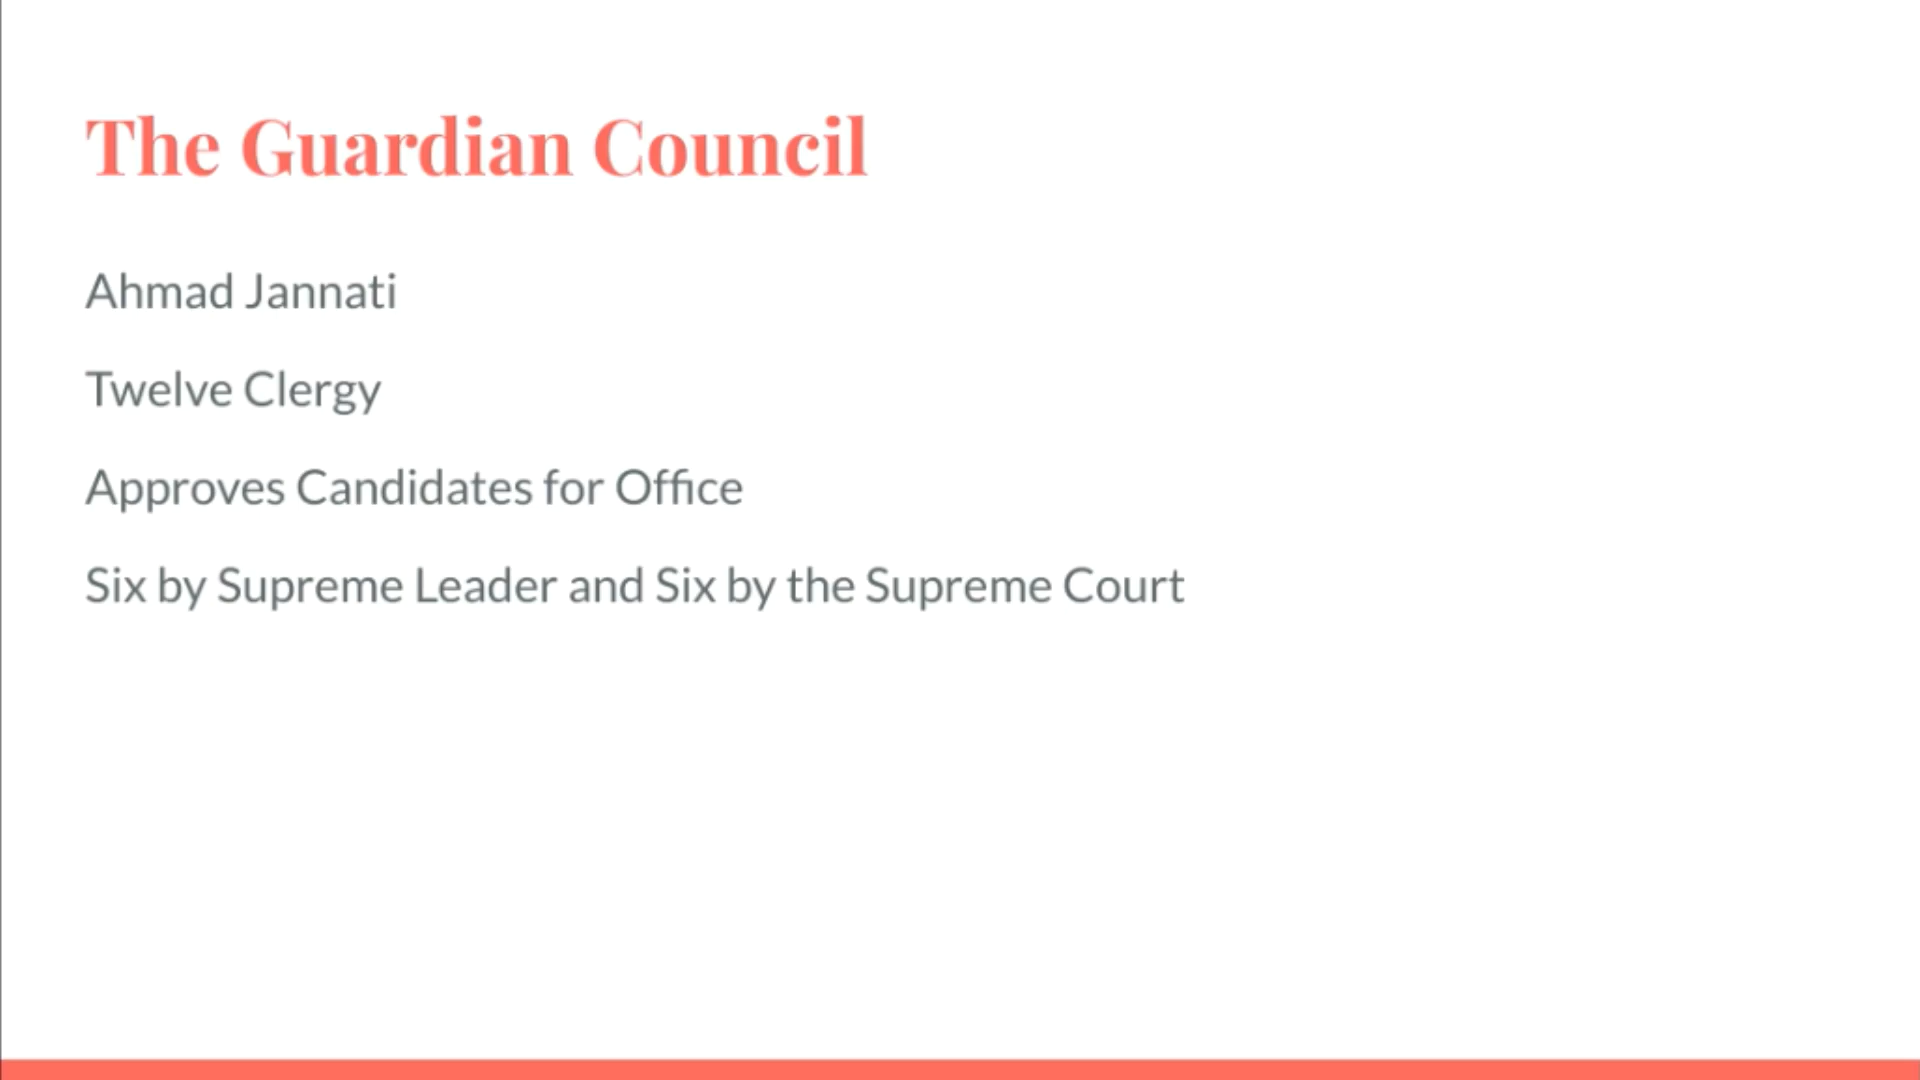 The Guardian Council
Ahmad Jannati
Twelve Clergy
Approves Candidates for Office
Six by Supreme Leader and Six by the Supreme Court